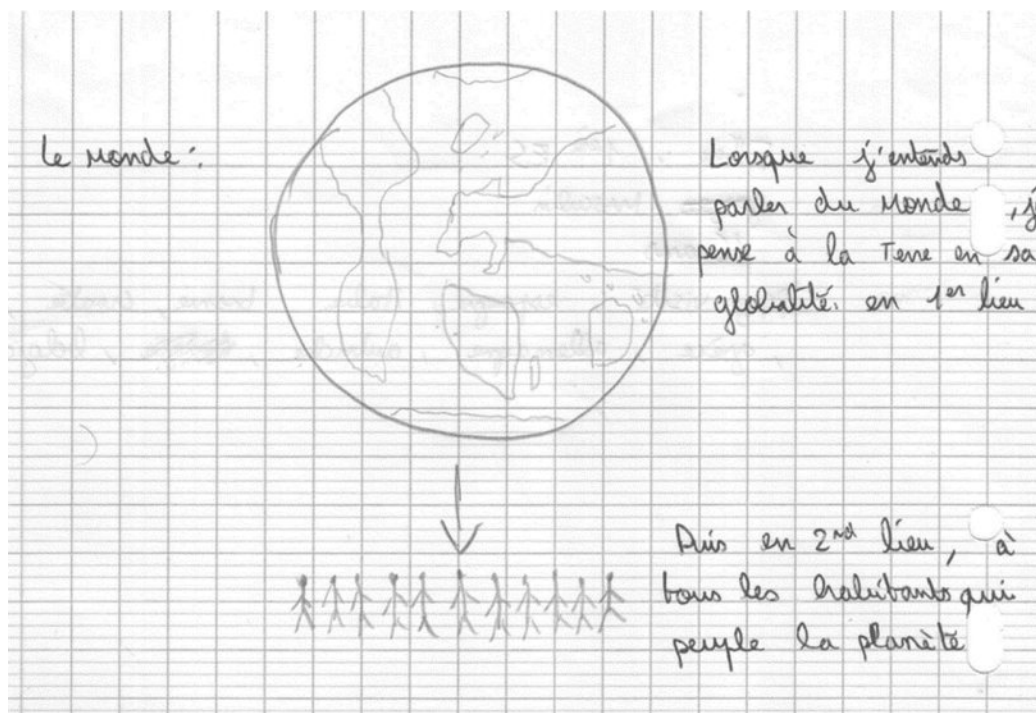 Le monde :
Lorsque j'entends
parler du monde, j
pense à la Terre en sa
globalité. en 1er lieu
Puis en 2nd lieu, à
tous les habitants qui
peuple la planète